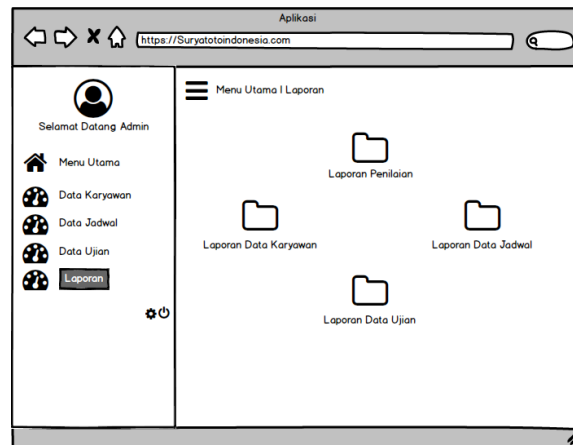 Aplikasi
https://Suryatotoindonesia.com
Selamat Datang Admin
Menu Utama
Data Karyawan
Data Jadwal
Data Ujian
Laporan
Menu Utama | Laporan
Laporan Penilaian
Laporan Data Karyawan
Laporan Data Jadwal
Laporan Data Ujian